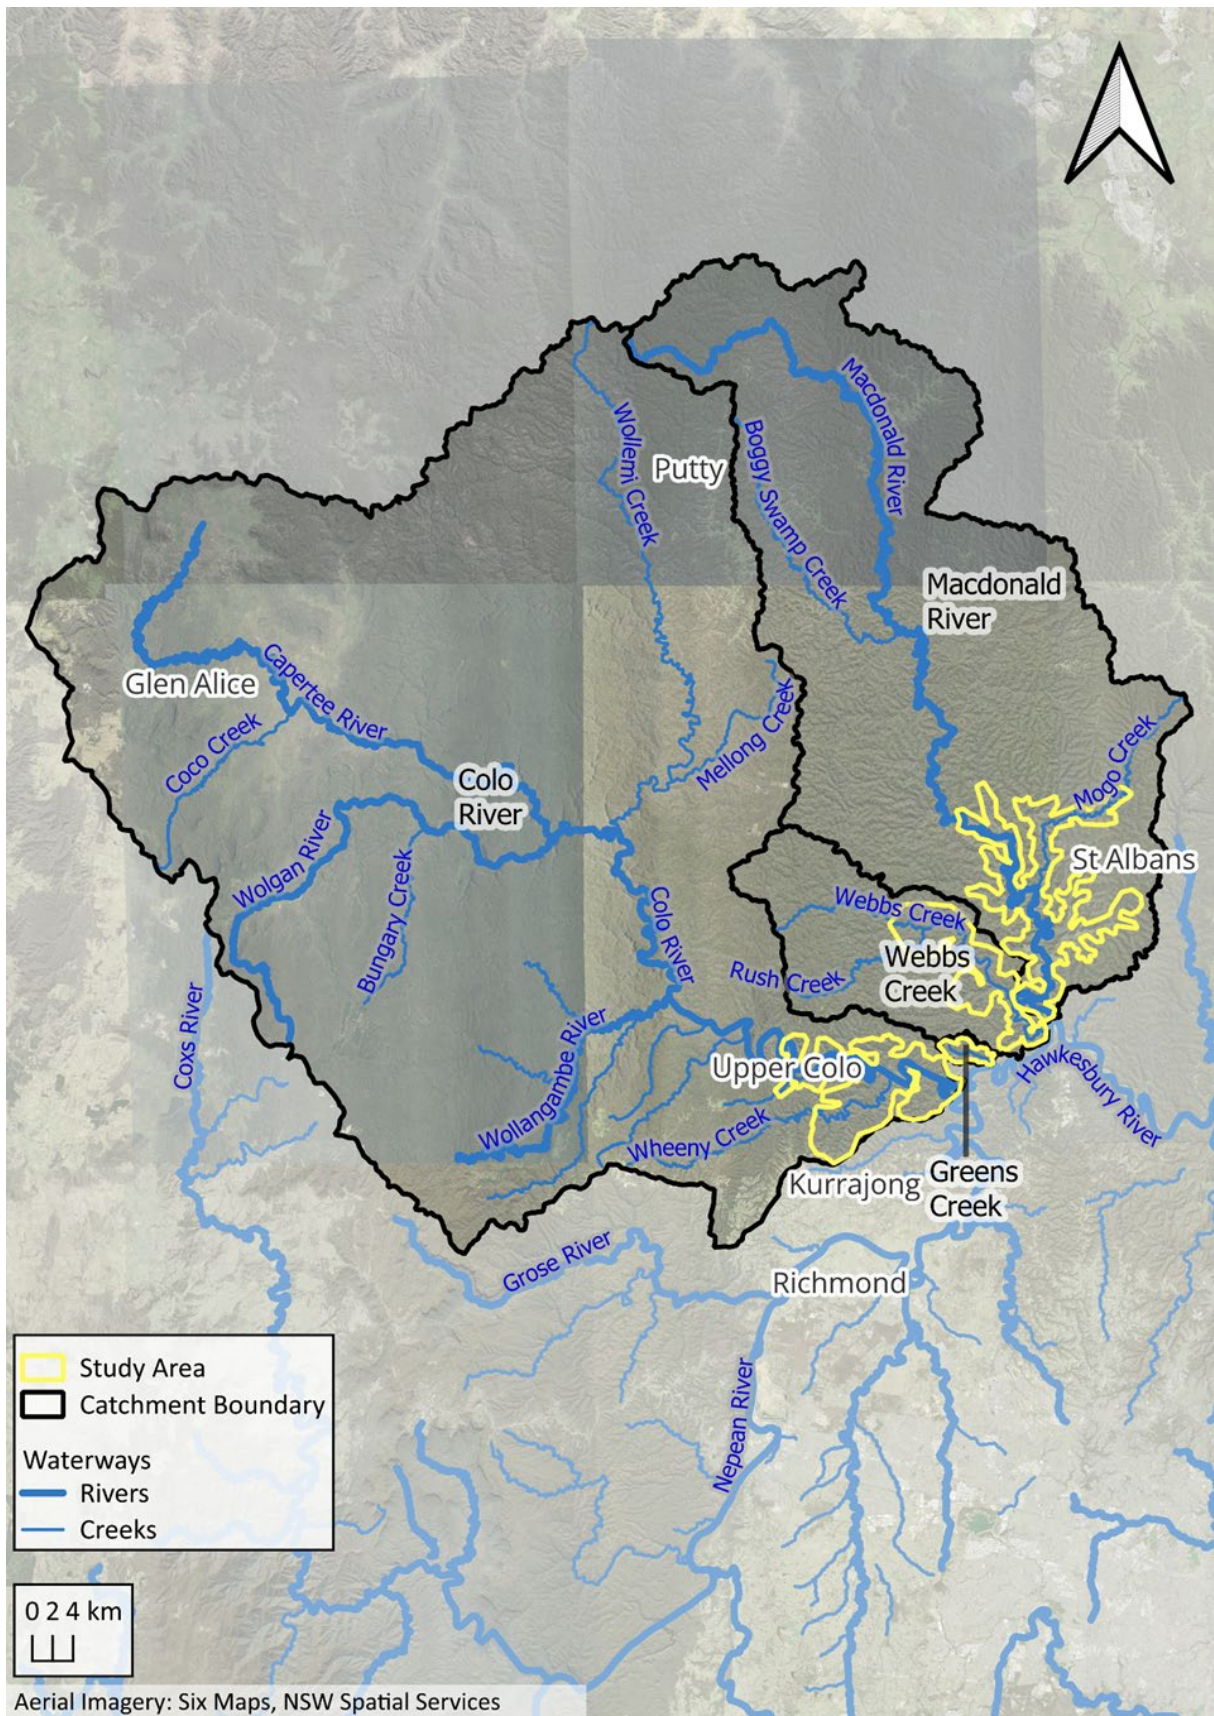 Macdonald River
Wollemi Creek
Putty
Boggy Swamp Creek
Macdonald
River
Glen Alice
Capertee River
Coco Creek
Mellong Creek
Mogo Creek
Colo
River
Wolgan River
Bungary Creek
St Albans
Colo River
Webbs Creek
Rush Creek
Webbs
Creek
Coxs River
Wollangambe River
Upper Colo
Hawkesbury River
Wheeny Creek
Kurrajong
Greens
Creek
Grose River
Richmond
Nepean River
Study Area
Catchment Boundary
Waterways
Rivers
Creeks
0 2 4 km
Aerial Imagery: Six Maps, NSW Spatial Services